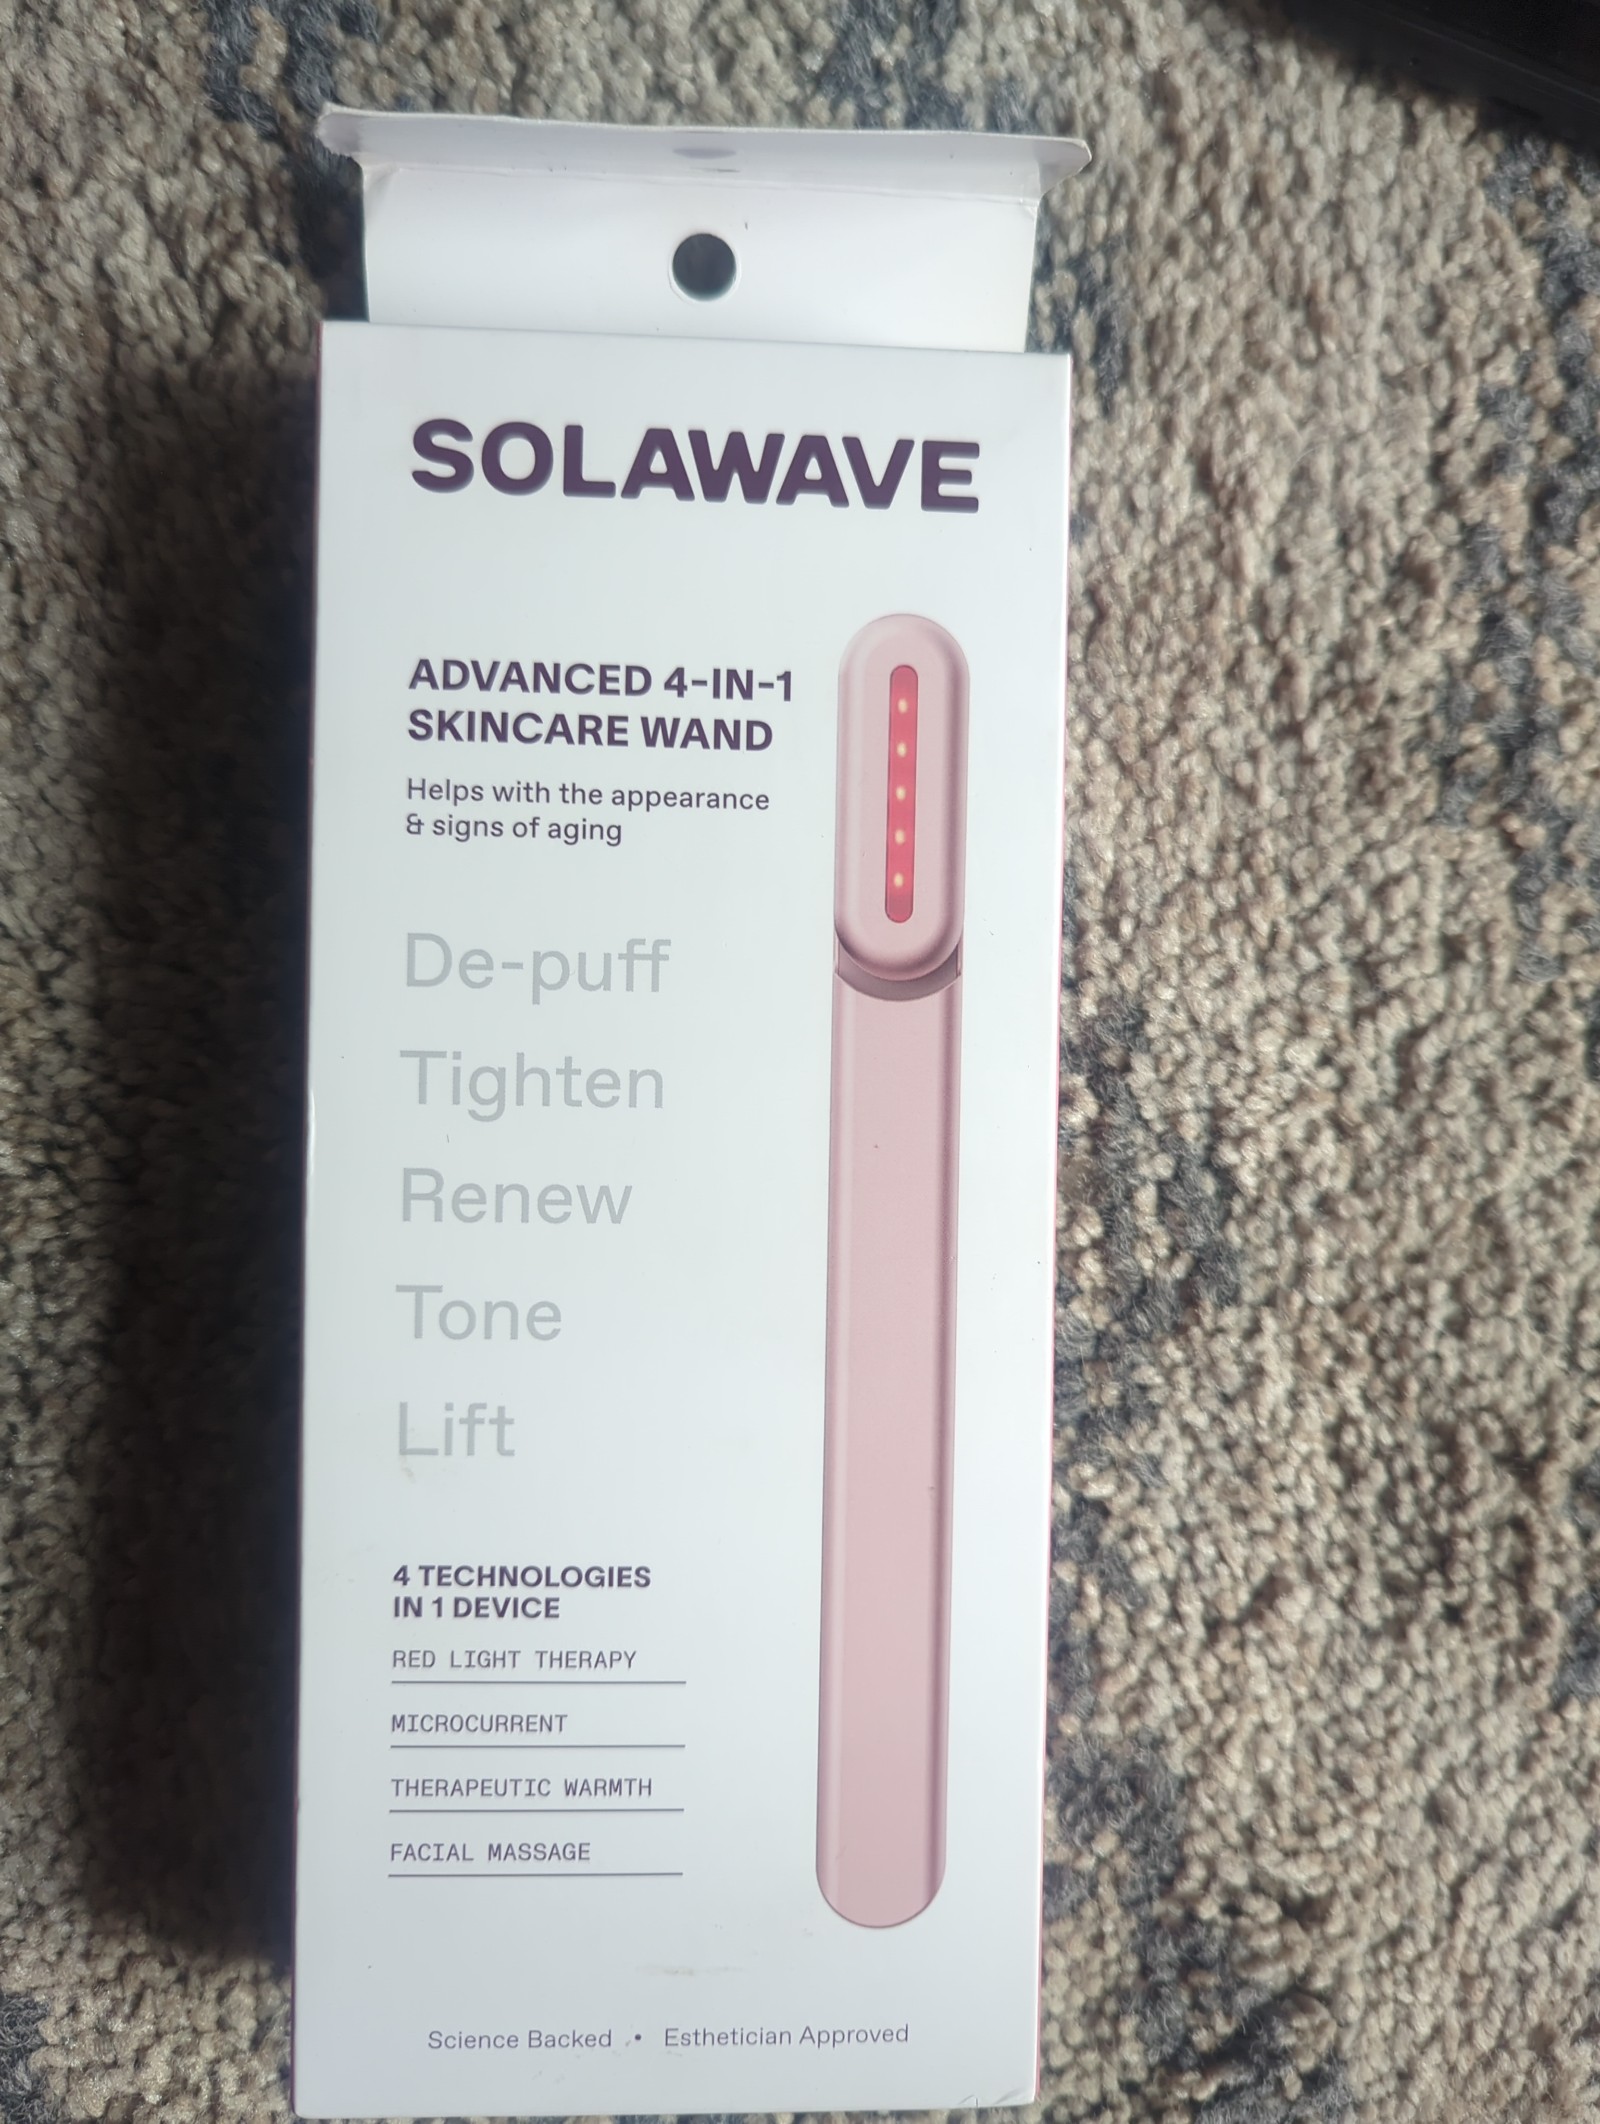 SOLAWAVE
ADVANCED 4-IN-1
SKINCARE WAND
Helps with the appearance
& signs of aging
De-puff
Tighten
Renew
Tone
Lift
4 TECHNOLOGIES
IN 1 DEVICE
RED LIGHT THERAPY
MICROCURRENT
THERAPEUTIC WARMTH
FACIAL MASSAGE
Science Backed • Esthetician Approved